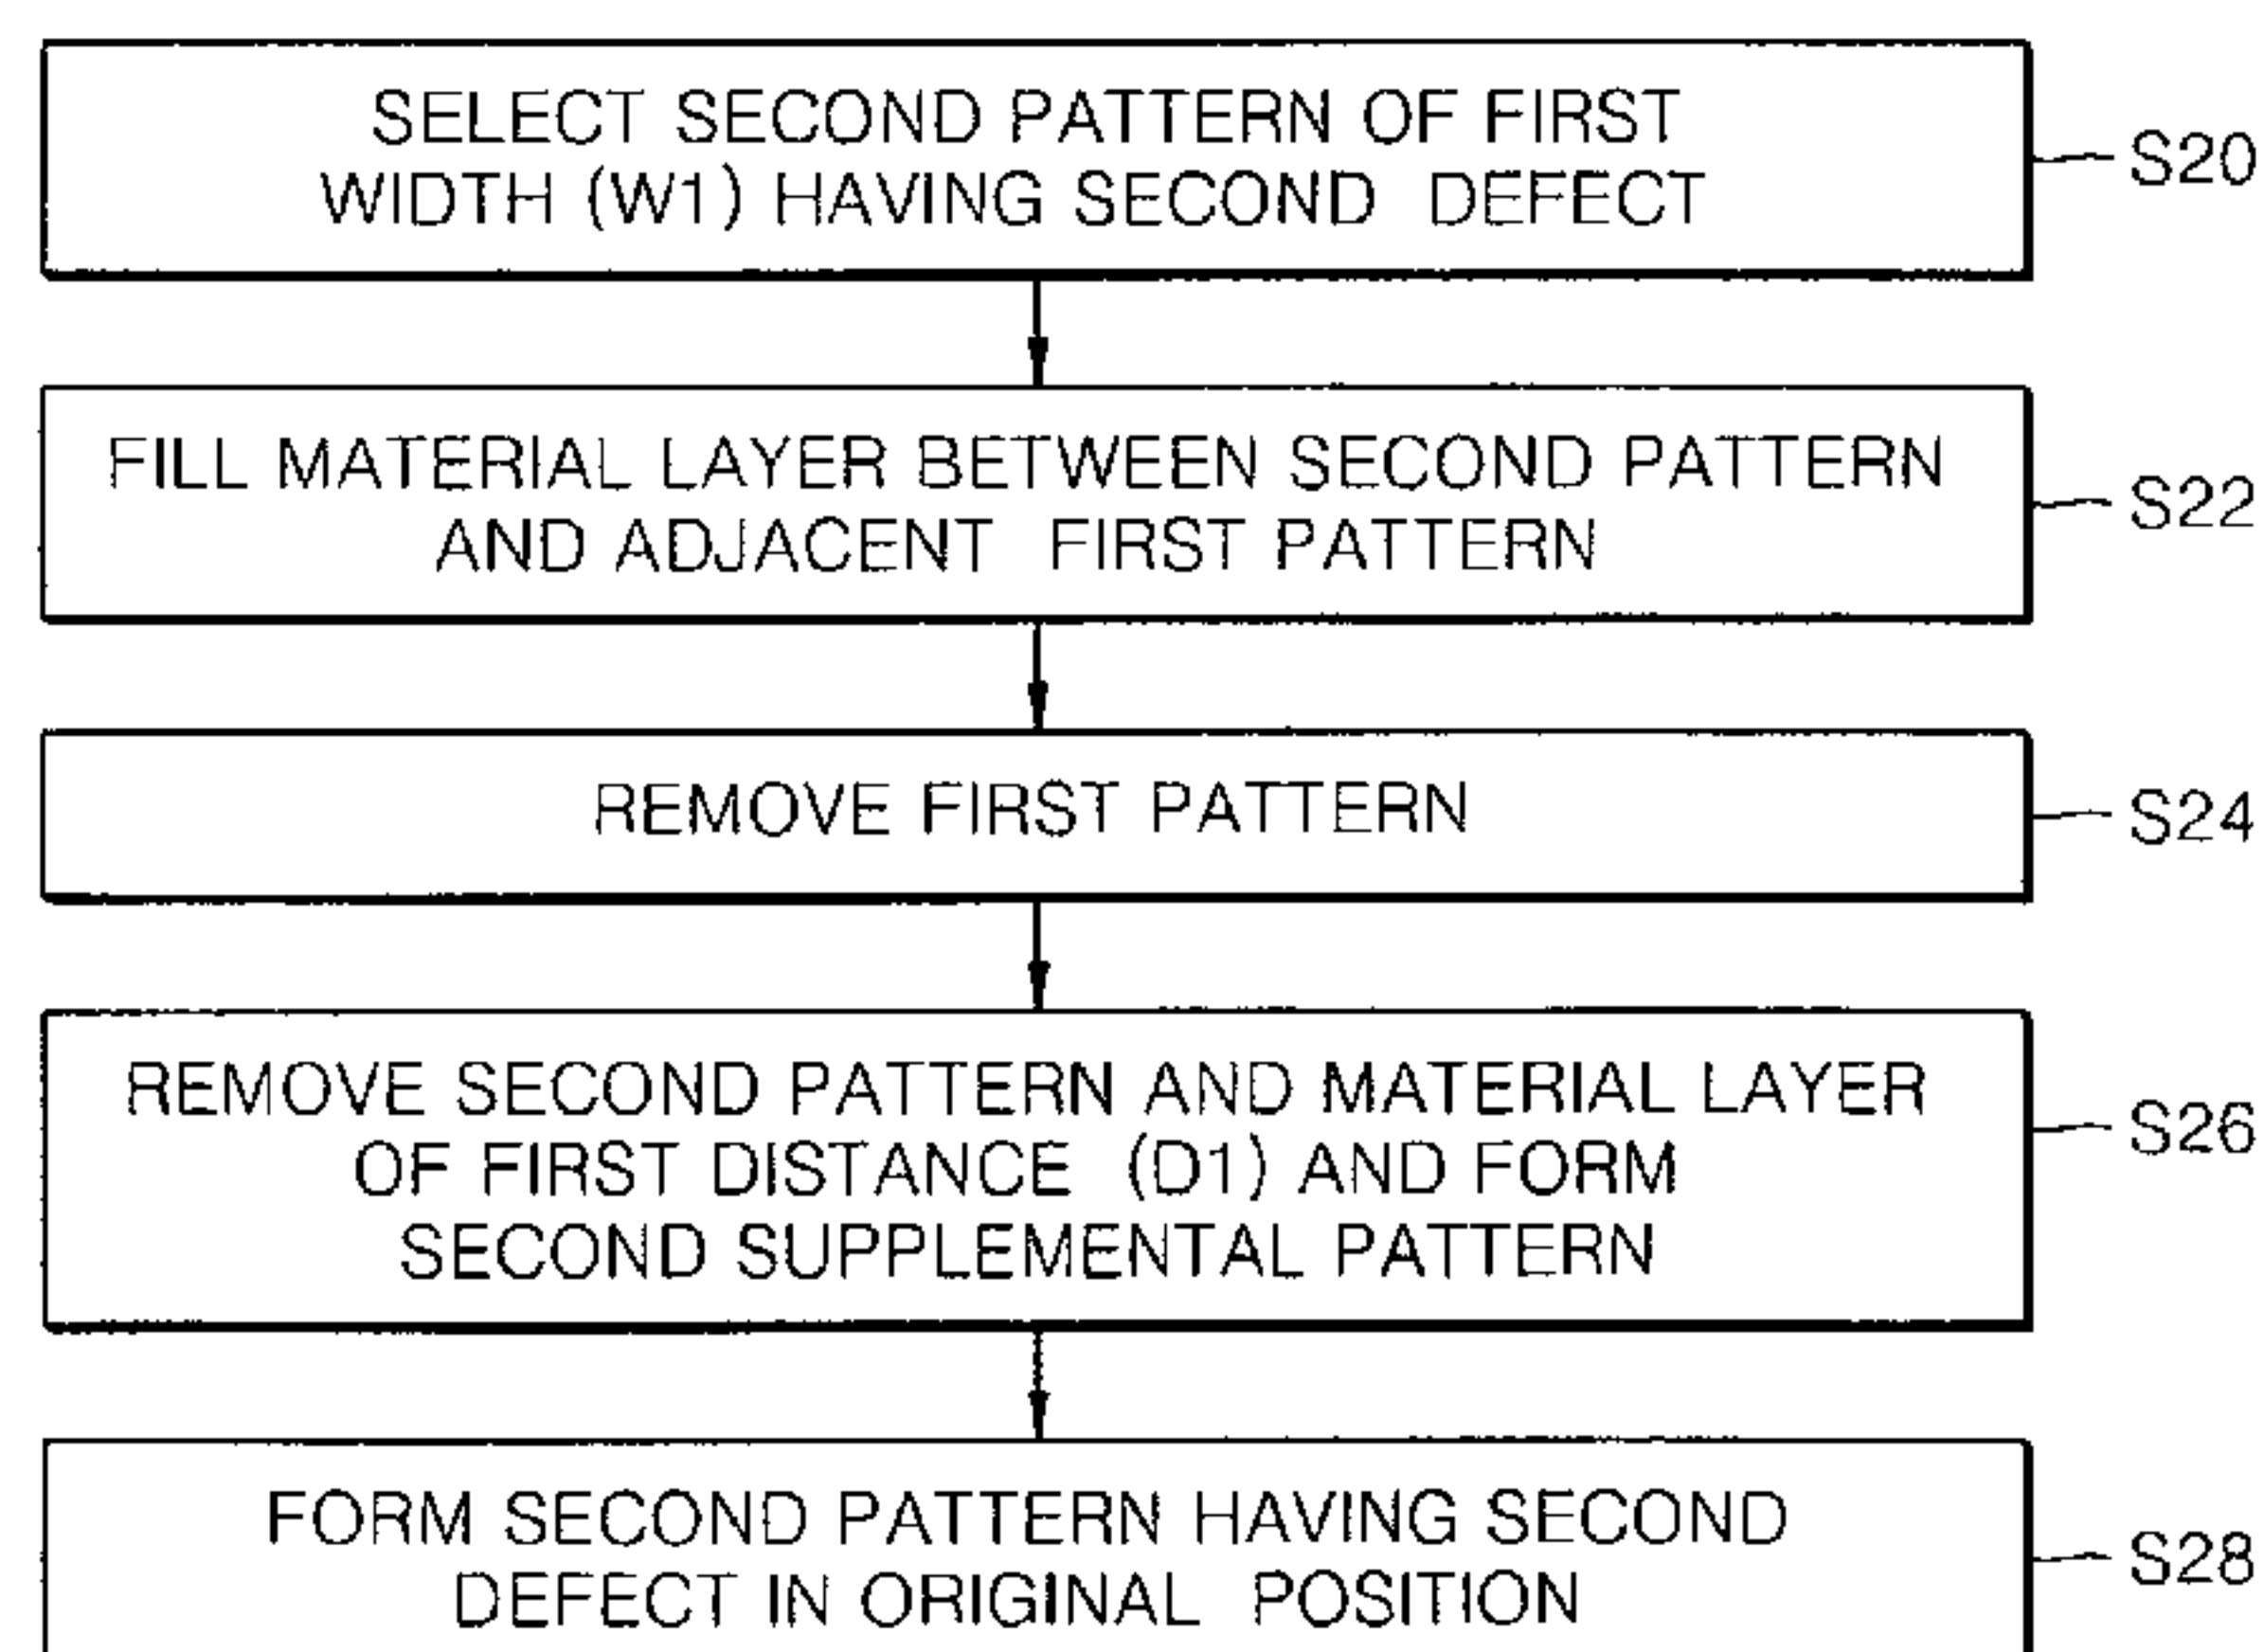 SELECT SECOND PATTERN OF FIRST
WIDTH (W1) HAVING SECOND DEFECT
S20
FILL MATERIAL LAYER BETWEEN SECOND PATTERN
AND ADJACENT FIRST PATTERN
S22
REMOVE FIRST PATTERN
S24
REMOVE SECOND PATTERN AND MATERIAL LAYER
OF FIRST DISTANCE (D1) AND FORM
SECOND SUPPLEMENTAL PATTERN
S26
FORM SECOND PATTERN HAVING SECOND
DEFECT IN ORIGINAL POSITION
S28